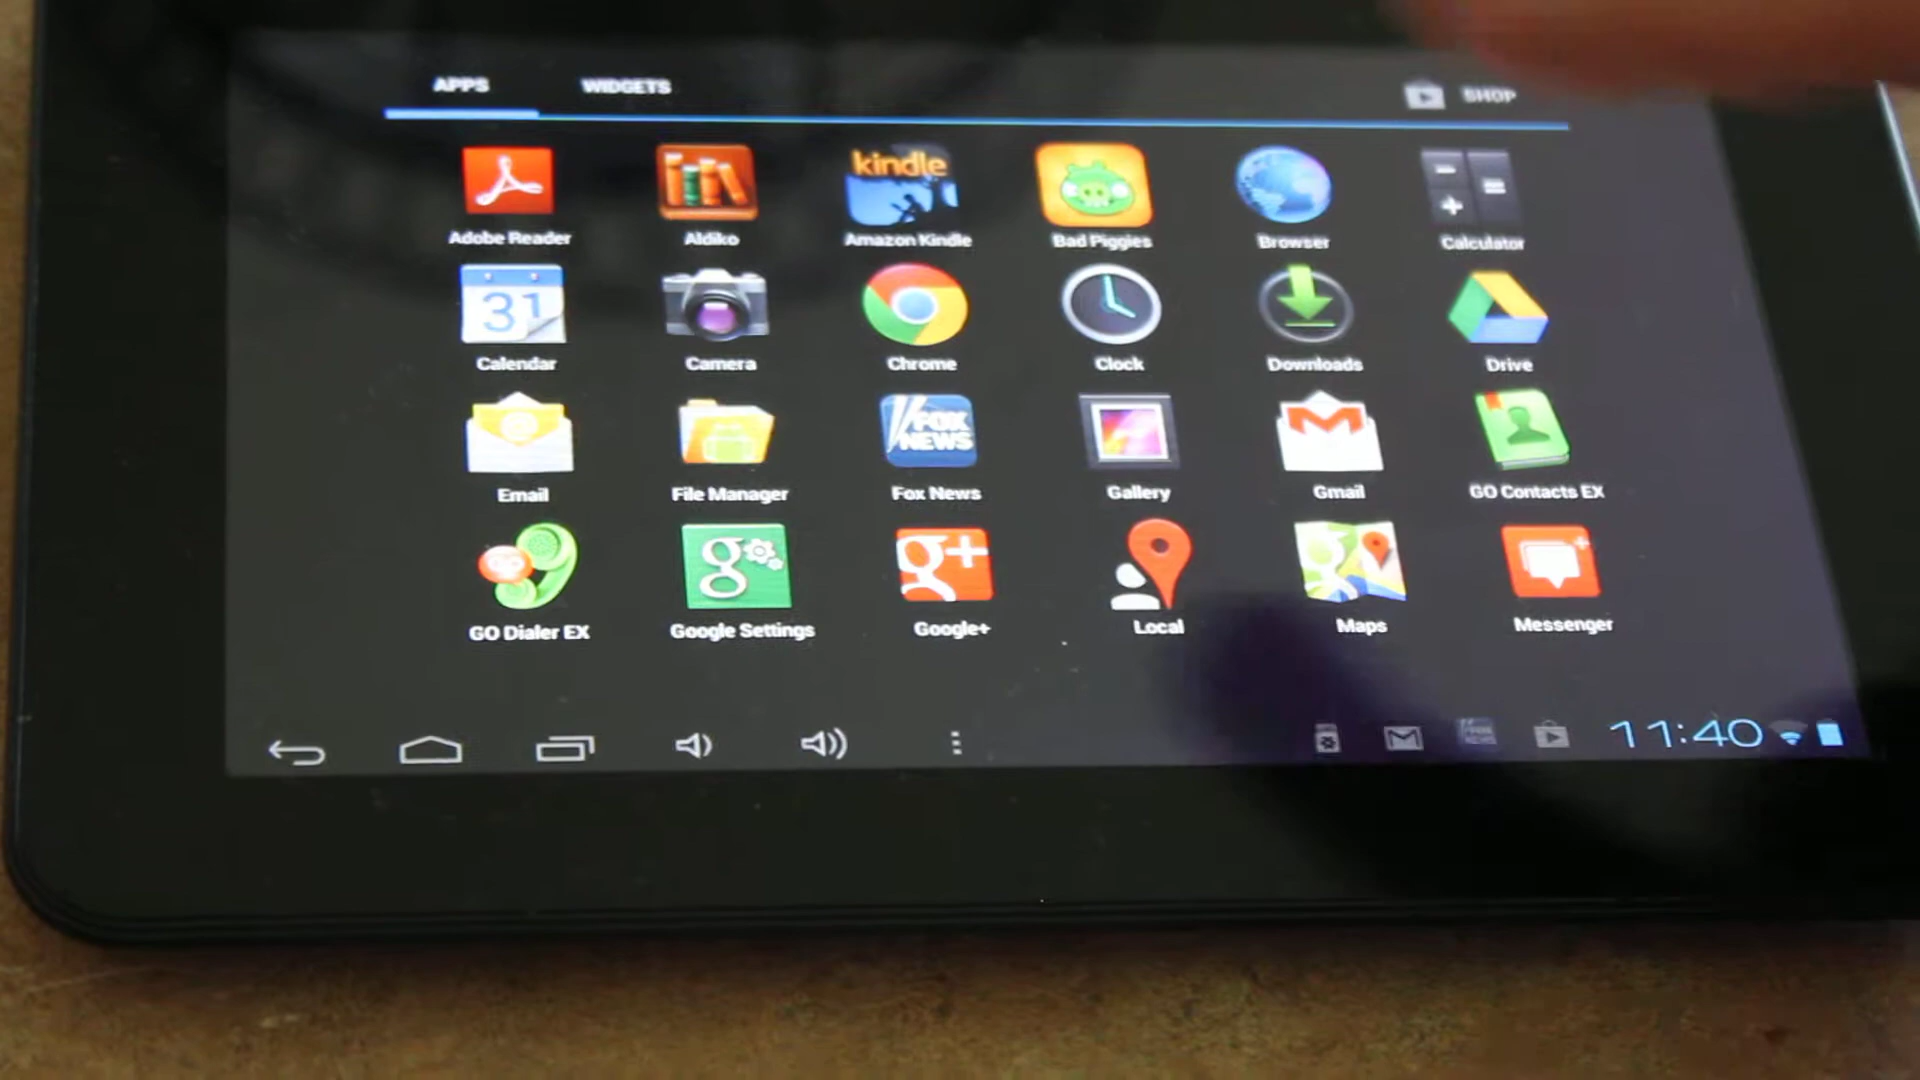 APPS WIDGETS SHOP
kindle
Adobe Reader Aldiko Amazon Kindle Bad Piggies Browser Calculator
31
Calendar Camera Chrome Clock Downloads Drive
FOX
NEWS
Email File Manager Fox News Gallery Gmail GO Contacts EX
GO g g+ g
GO Dialer EX Google Settings Google+ Local Maps Messenger
11:40